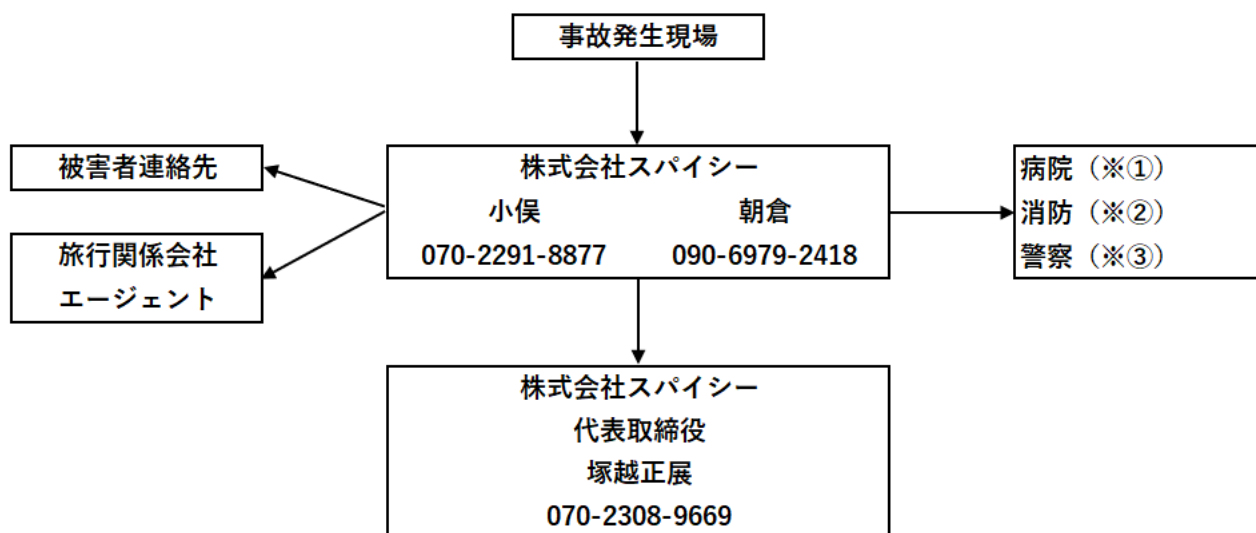 事故発生現場
被害者連絡先
旅行関係会社
エージェント
株式会社スパイシー
小俣 朝倉
070-2291-8877 090-6979-2418
病院（※①）
消防（※②）
警察（※③）
株式会社スパイシー
代表取締役
塚越正展
070-2308-9669